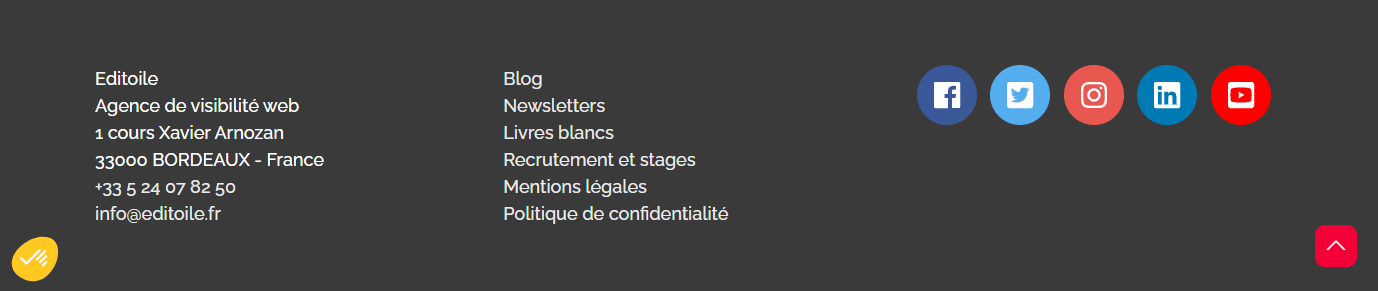 Editoile
Agence de visibilité web
1 cours Xavier Arnozan
33000 BORDEAUX - France
+33 5 24 07 82 50
info@editoile.fr
Blog
Newsletters
Livres blancs
Recrutement et stages
Mentions légales
Politique de confidentialité